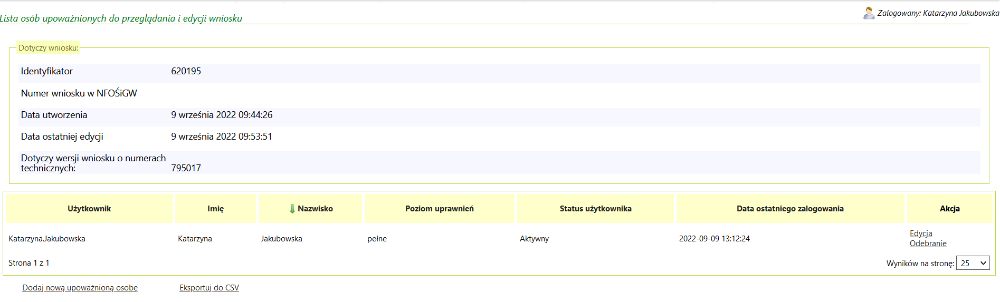 Lista osób upoważnionych do przeglądania i edycji wniosku
Zalogowany: Katarzyna Jakubowska
Dotyczy wniosku:
Identyfikator 620195
Numer wniosku w NFOŚiGW
Data utworzenia 9 września 2022 09:44:26
Data ostatniej edycji 9 września 2022 09:53:51
Dotyczy wersji wniosku o numerach
technicznych: 795017
Użytkownik Imię Nazwisko Poziom uprawnień Status użytkownika Data ostatniego zalogowania Akcja
Katarzyna.Jakubowska Katarzyna Jakubowska pełne Aktywny 2022-09-09 13:12:24 Edycja
Odebranie
Strona 1 z 1 Wyników na stronę: 25
Dodaj nową upoważnioną osobę Eksportuj do CSV